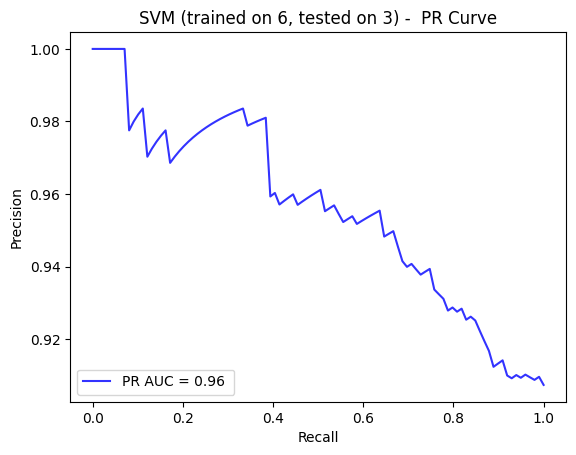 SVM (trained on 6, tested on 3) -  PR Curve
1.00
0.98
0.96
0.94
0.92
Precision
PR AUC = 0.96
0.0 0.2 0.4 0.6 0.8 1.0
Recall